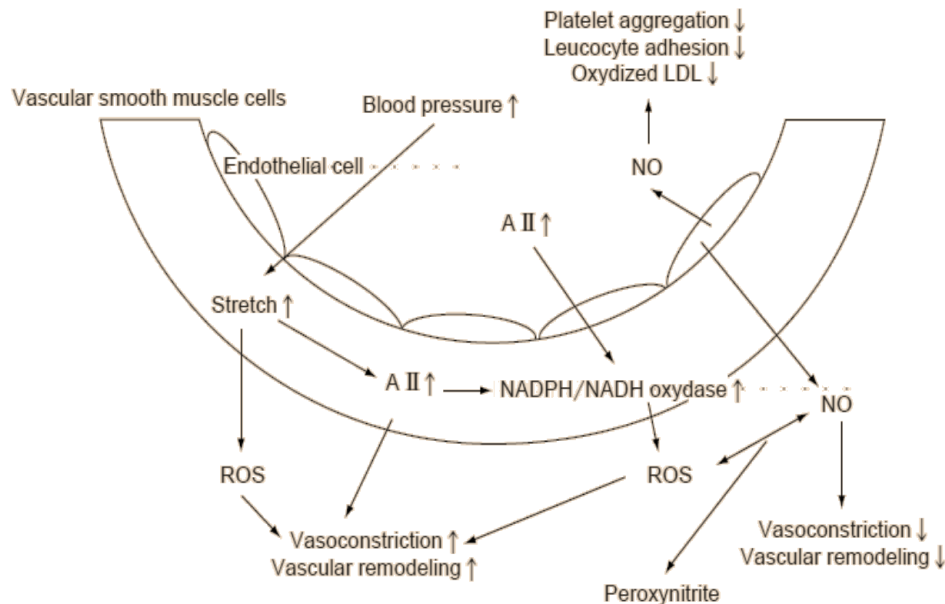 Platelet aggregation ↓
Leucocyte adhesion ↓
Oxydized LDL ↓
Vascular smooth muscle cells
Blood pressure ↑
Endothelial cell
NO
A II ↑
Stretch ↑
A II ↑
NADPH/NADH oxydase ↑
NO
ROS
ROS
Vasoconstriction ↑
Vascular remodeling ↑
Vasoconstriction ↓
Vascular remodeling ↓
Peroxynitrite